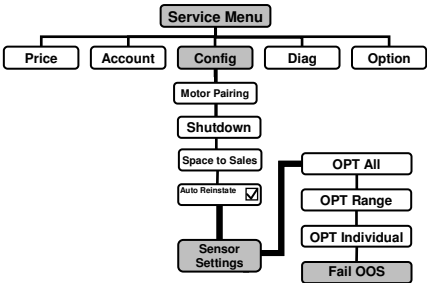 Service Menu
Price
Account
Config
Diag
Option
Motor Pairing
Shutdown
Space to Sales
Auto Reinstate
Sensor
Settings
OPT All
OPT Range
OPT Individual
Fail OOS